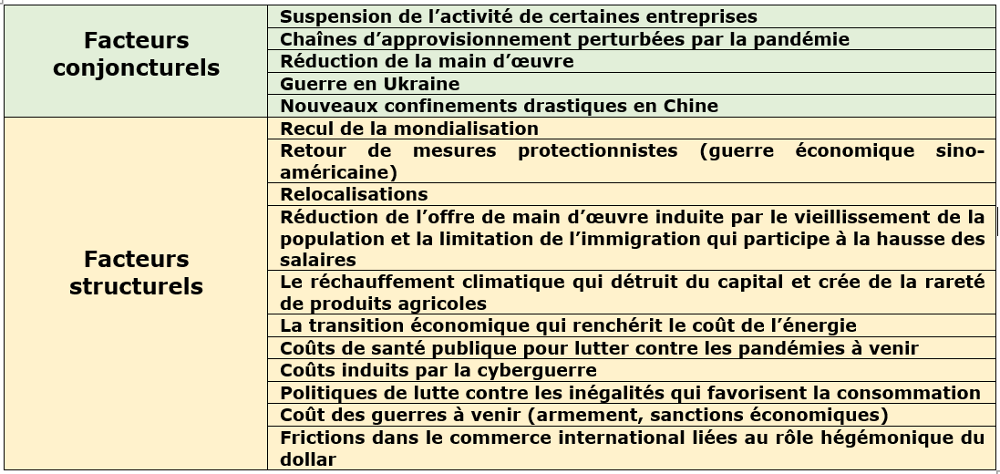 Facteurs
conjoncturels
Suspension de l’activité de certaines entreprises
Chaînes d’approvisionnement perturbées par la pandémie
Réduction de la main d’œuvre
Guerre en Ukraine
Nouveaux confinements drastiques en Chine
Facteurs
structurels
Recul de la mondialisation
Retour de mesures protectionnistes (guerre économique sino-
américaine)
Relocalisations
Réduction de l’offre de main d’œuvre induite par le vieillissement de la
population et la limitation de l’immigration qui participe à la hausse des
salaires
Le réchauffement climatique qui détruit du capital et crée de la rareté
de produits agricoles
La transition économique qui renchérit le coût de l’énergie
Coûts de santé publique pour lutter contre les pandémies à venir
Coûts induits par la cyberguerre
Politiques de lutte contre les inégalités qui favorisent la consommation
Coût des guerres à venir (armement, sanctions économiques)
Frictions dans le commerce international liées au rôle hégémonique du
dollar